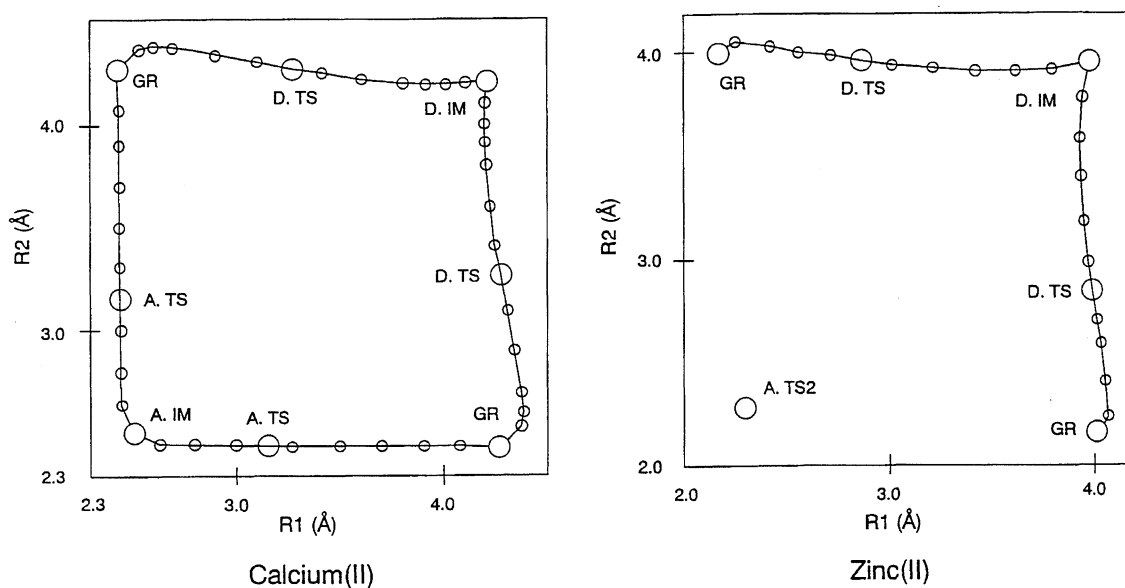 GR
D. TS
D. IM
4.0
R2 (Å)
D. TS
A. TS
3.0
A. IM
A. TS
GR
2.3
2.3
3.0
4.0
R1 (Å)
Calcium(II)
4.0
GR
D. TS
D. IM
R2 (Å)
3.0
D. TS
A. TS2
GR
2.0
2.0
3.0
4.0
R1 (Å)
Zinc(II)